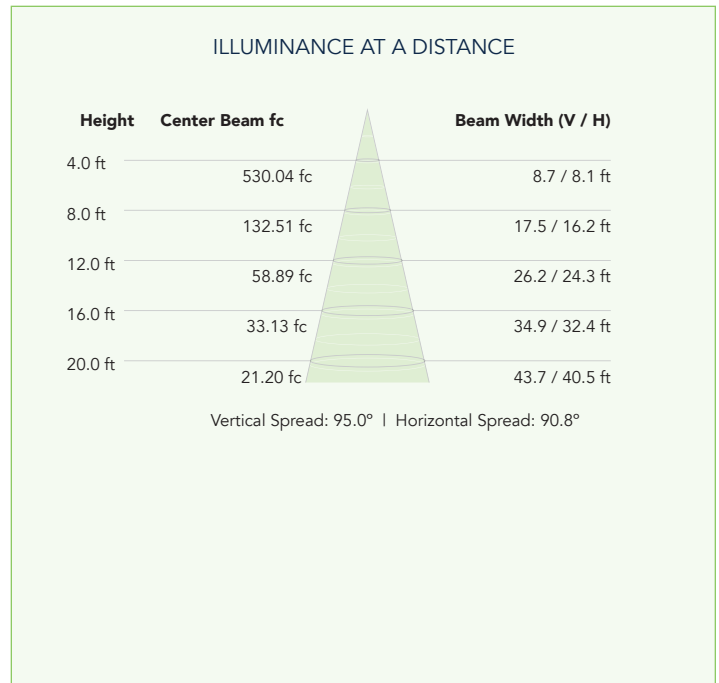 ILLUMINANCE AT A DISTANCE
Height Center Beam fc Beam Width (V / H)
4.0 ft
530.04 fc 8.7 / 8.1 ft
8.0 ft
132.51 fc 17.5 / 16.2 ft
12.0 ft
58.89 fc 26.2 / 24.3 ft
16.0 ft
33.13 fc 34.9 / 32.4 ft
20.0 ft
21.20 fc 43.7 / 40.5 ft
Vertical Spread: 95.0º | Horizontal Spread: 90.8º